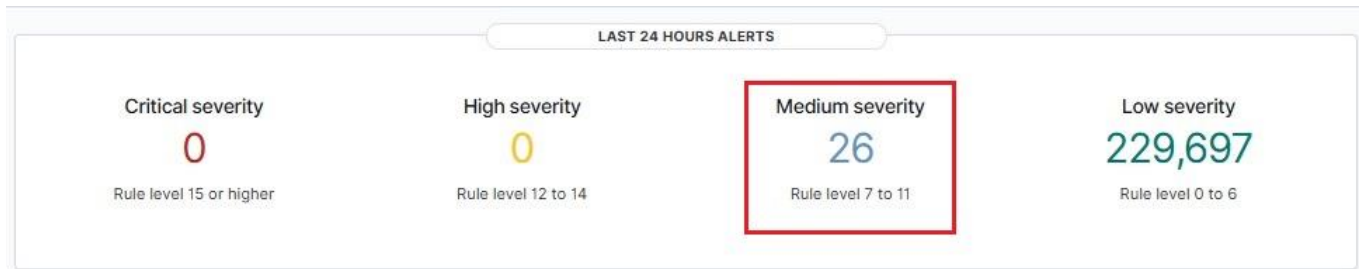 LAST 24 HOURS ALERTS
Critical severity
0
Rule level 15 or higher
High severity
0
Rule level 12 to 14
Medium severity
26
Rule level 7 to 11
Low severity
229,697
Rule level 0 to 6